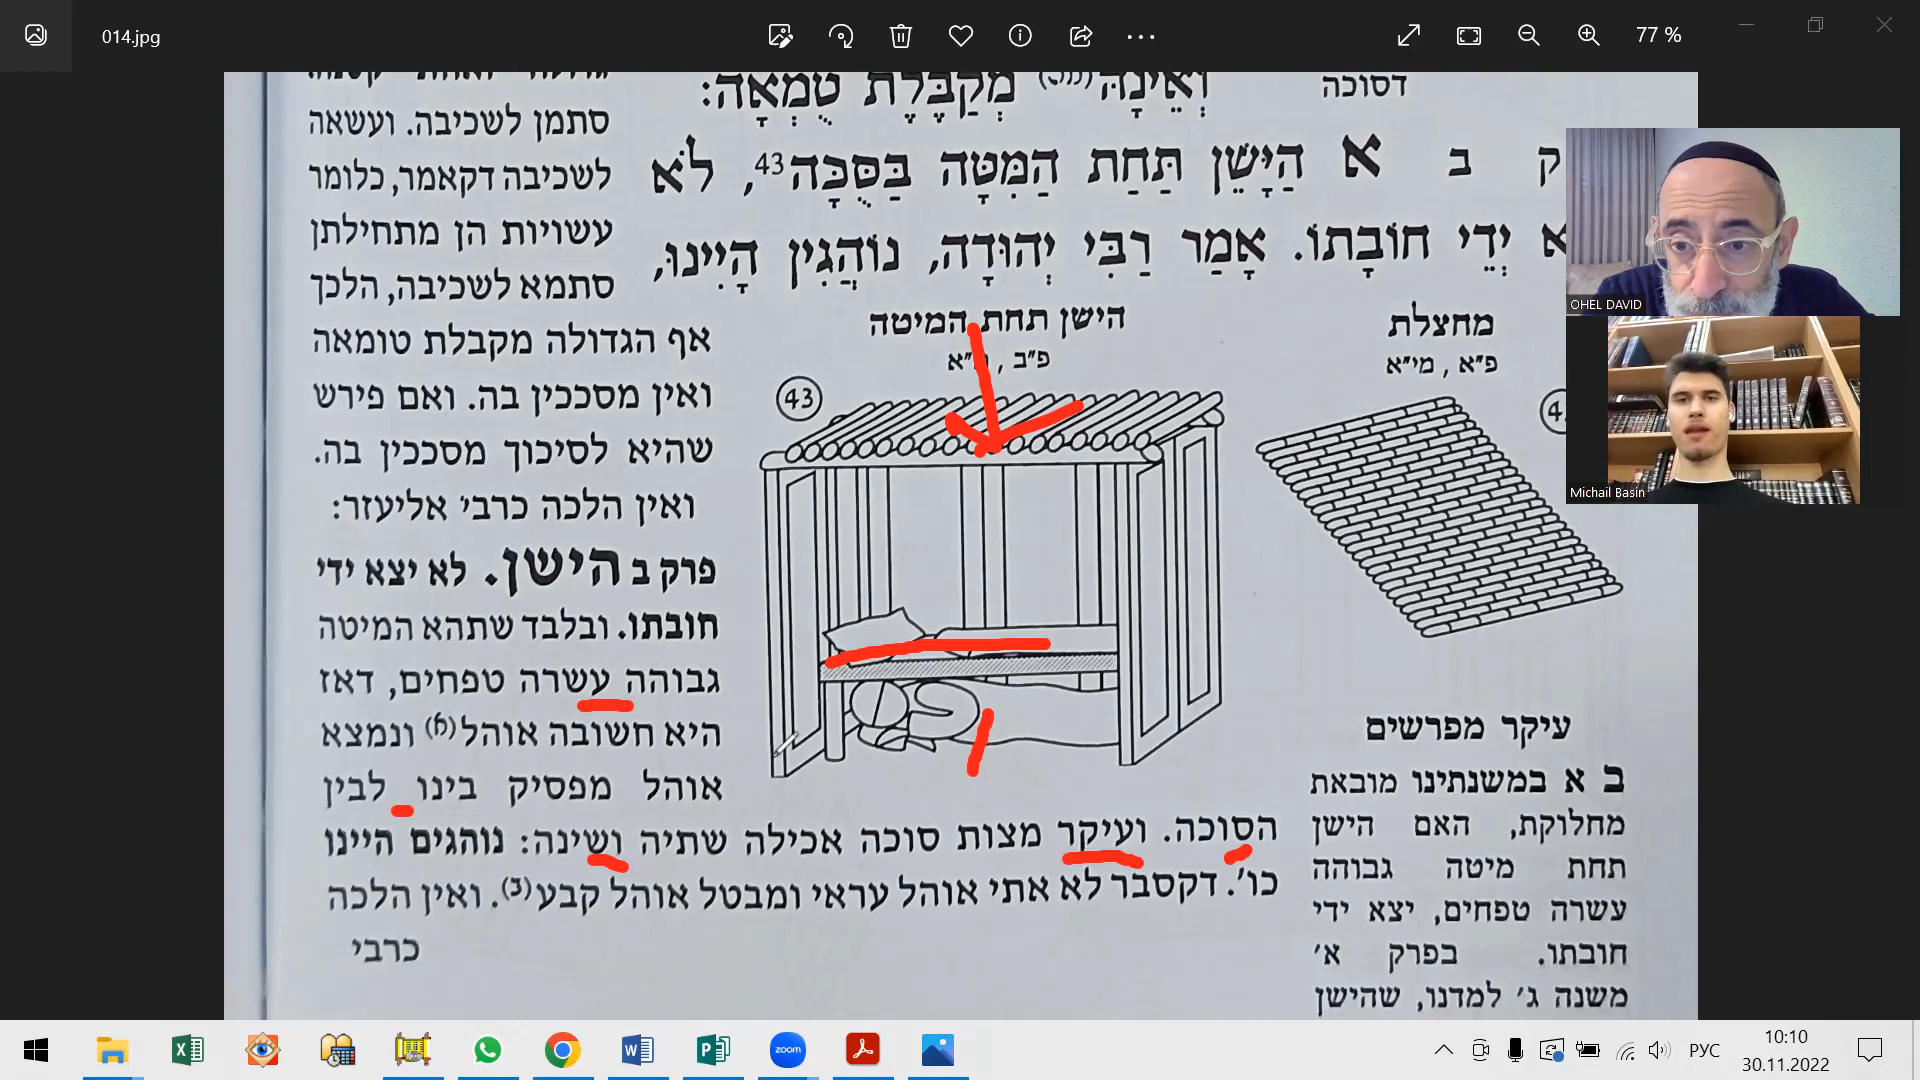 014.jpg
77 %
וְאֵינָהּ מְקַבֶּלֶת טֻמְאָה:
דסוכה
ב א הַיָּשֵׁן תַּחַת הַמִּטָּה בַּסֻּכָּה43, לֹא
יְדֵי חוֹבָתוֹ. אָמַר רַבִּי יְהוּדָה, נוֹהֲגִין הָיִינוּ,
הישן תחת המיטה
פ״ב ,
43
מחצלת
פ״א , מי״א
סתמן לשכיבה. ועשאה
לשכיבה דקאמר, כלומר
עשויות הן מתחילתן
סתמא לשכיבה, הלכך
אף הגדולה מקבלת טומאה
ואין מסככין בה. ואם פירש
שהיא לסיכוך מסככין בה.
ואין הלכה כרבי אליעזר:
פרק ב הישן. לא יצא ידי
חובתו. ובלבד שתהא המיטה
גבוהה עשרה טפחים, דאז
היא חשובה אוהל(א) ונמצא
אוהל מפסיק בינו לבין
הסוכה. ועיקר מצות סוכה אכילה שתיה ושינה: נוהגים היינו
כו׳. דקסבר לא אתי אוהל עראי ומבטל אוהל קבע(ב). ואין הלכה
כרבי
עיקר מפרשים
ב א במשנתינו מובאת
מחלוקת, האם הישן
תחת מיטה גבוהה
עשרה טפחים, יצא ידי
חובתו. בפרק א׳
משנה ג׳ למדנו, שהישן
OHEL DAVID
Michail Basin
zoom
РУС
10:10
30.11.2022